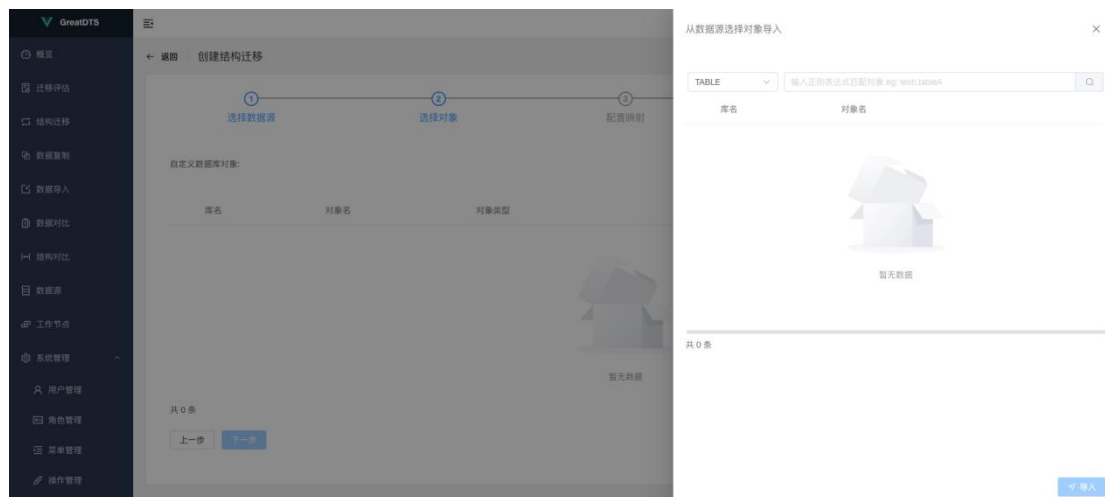 GreatDTS
概览
迁移评估
结构迁移
数据复制
数据导入
数据对比
结构对比
数据源
工作节点
系统管理
用户管理
角色管理
菜单管理
操作管理
← 返回 创建结构迁移
1 2 3
选择数据源 选择对象 配置映射
自定义数据库对象:
库名 对象名 对象类型
暂无数据
共 0 条
上一步 下一步
从数据源选择对象导入
TABLE 输入正则表达式匹配对象 eg: test\.tableA
库名 对象名
暂无数据
共 0 条
导入